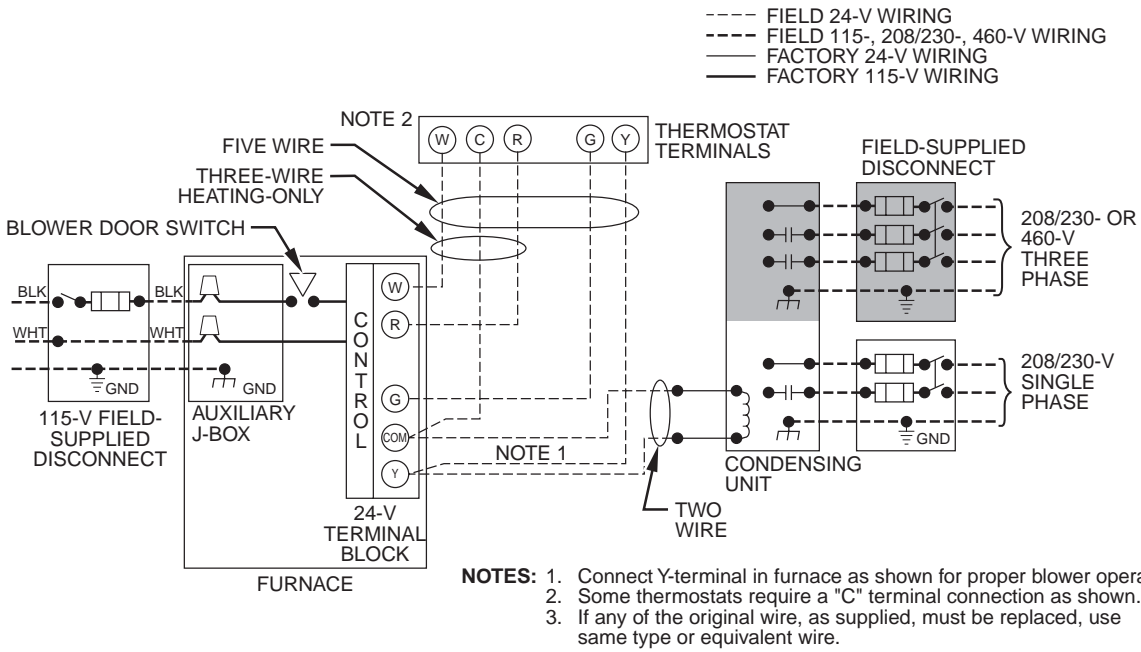 FIELD 24-V WIRING
FIELD 115-, 208/230-, 460-V WIRING
FACTORY 24-V WIRING
FACTORY 115-V WIRING
NOTE 2
W C R G Y
THERMOSTAT
TERMINALS
FIVE WIRE
THREE-WIRE
HEATING-ONLY
BLOWER DOOR SWITCH
FIELD-SUPPLIED
DISCONNECT
208/230- OR
460-V
THREE
PHASE
BLK
BLK
WHT
WHT
GND
GND
115-V FIELD-
SUPPLIED
DISCONNECT
AUXILIARY
J-BOX
CONTROL
W
R
G
COM
Y
NOTE 1
24-V
TERMINAL
BLOCK
FURNACE
TWO
WIRE
CONDENSING
UNIT
208/230-V
SINGLE
PHASE
GND
NOTES: 1. Connect Y-terminal in furnace as shown for proper blower opera
2. Some thermostats require a "C" terminal connection as shown.
3. If any of the original wire, as supplied, must be replaced, use
same type or equivalent wire.